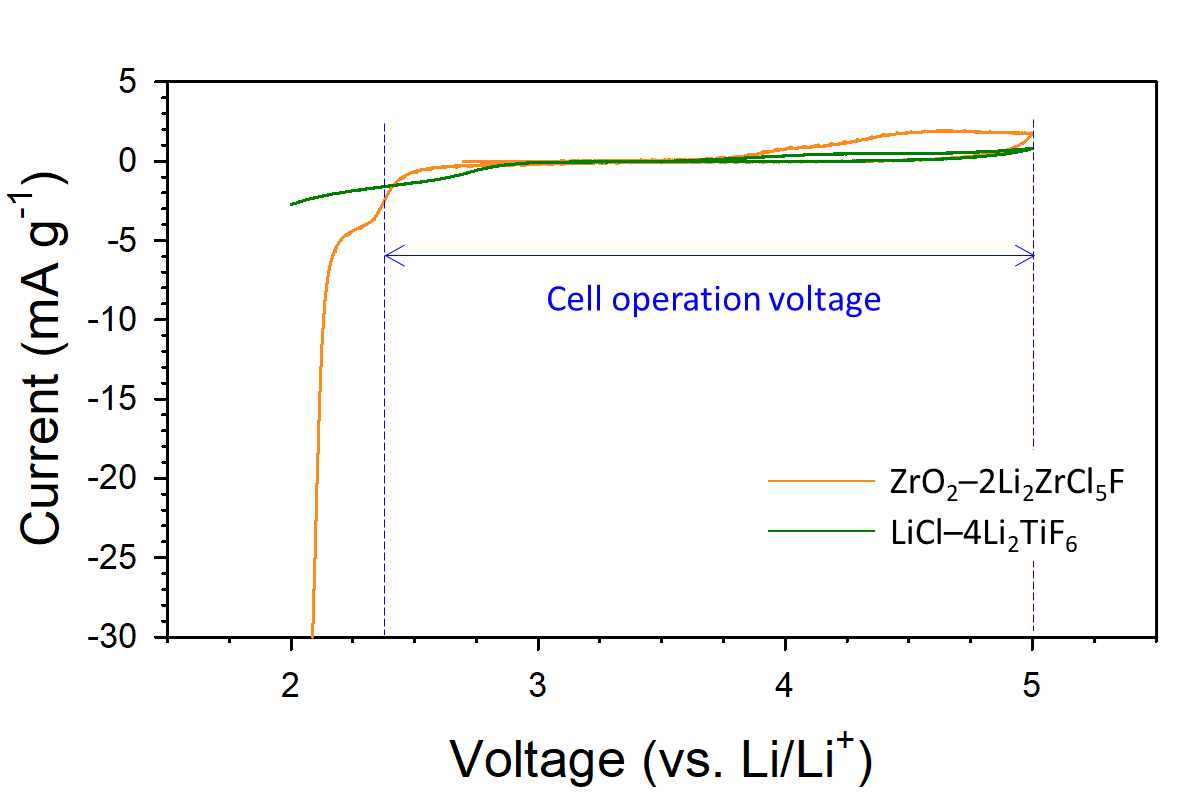 5
0
-5
-10
-15
-20
-25
-30
Current (mA g⁻¹)
Cell operation voltage
ZrO₂–2Li₂ZrCl₅F
LiCl–4Li₂TiF₆
2 3 4 5
Voltage (vs. Li/Li⁺)